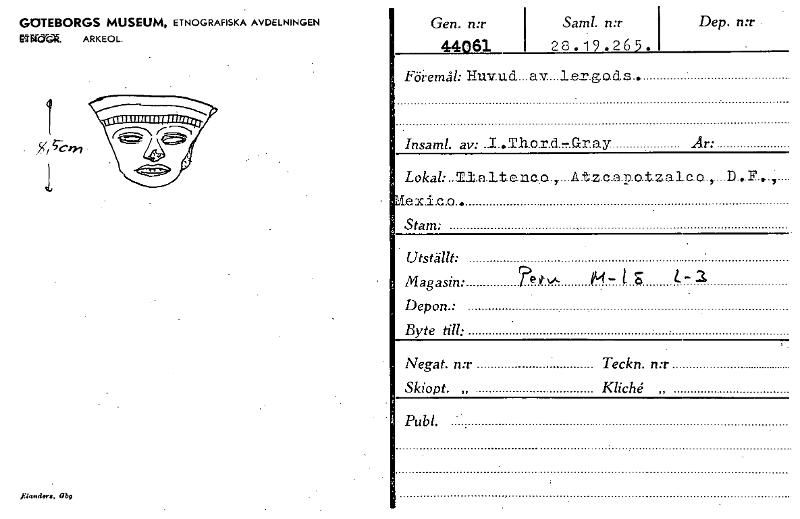 GÖTEBORGS MUSEUM, ETNOGRAFISKA AVDELNINGEN
ARKEOL.
8,5cm
Elanders, Gbg
Gen. n:r Saml. n:r Dep. n:r
44061 28.19.265.
Föremål: Huvud av lergods.
Insaml. av: I.Thord-Gray År:
Lokal: Tlaltenco, Atzcapotzalco, D.F.,
Mexico.
Stam:
Utställt:
Magasin: Peru M-18 L-3
Depon.:
Byte till:
Negat. n:r Teckn. n:r
Skiopt. „ Kliché „
Publ.